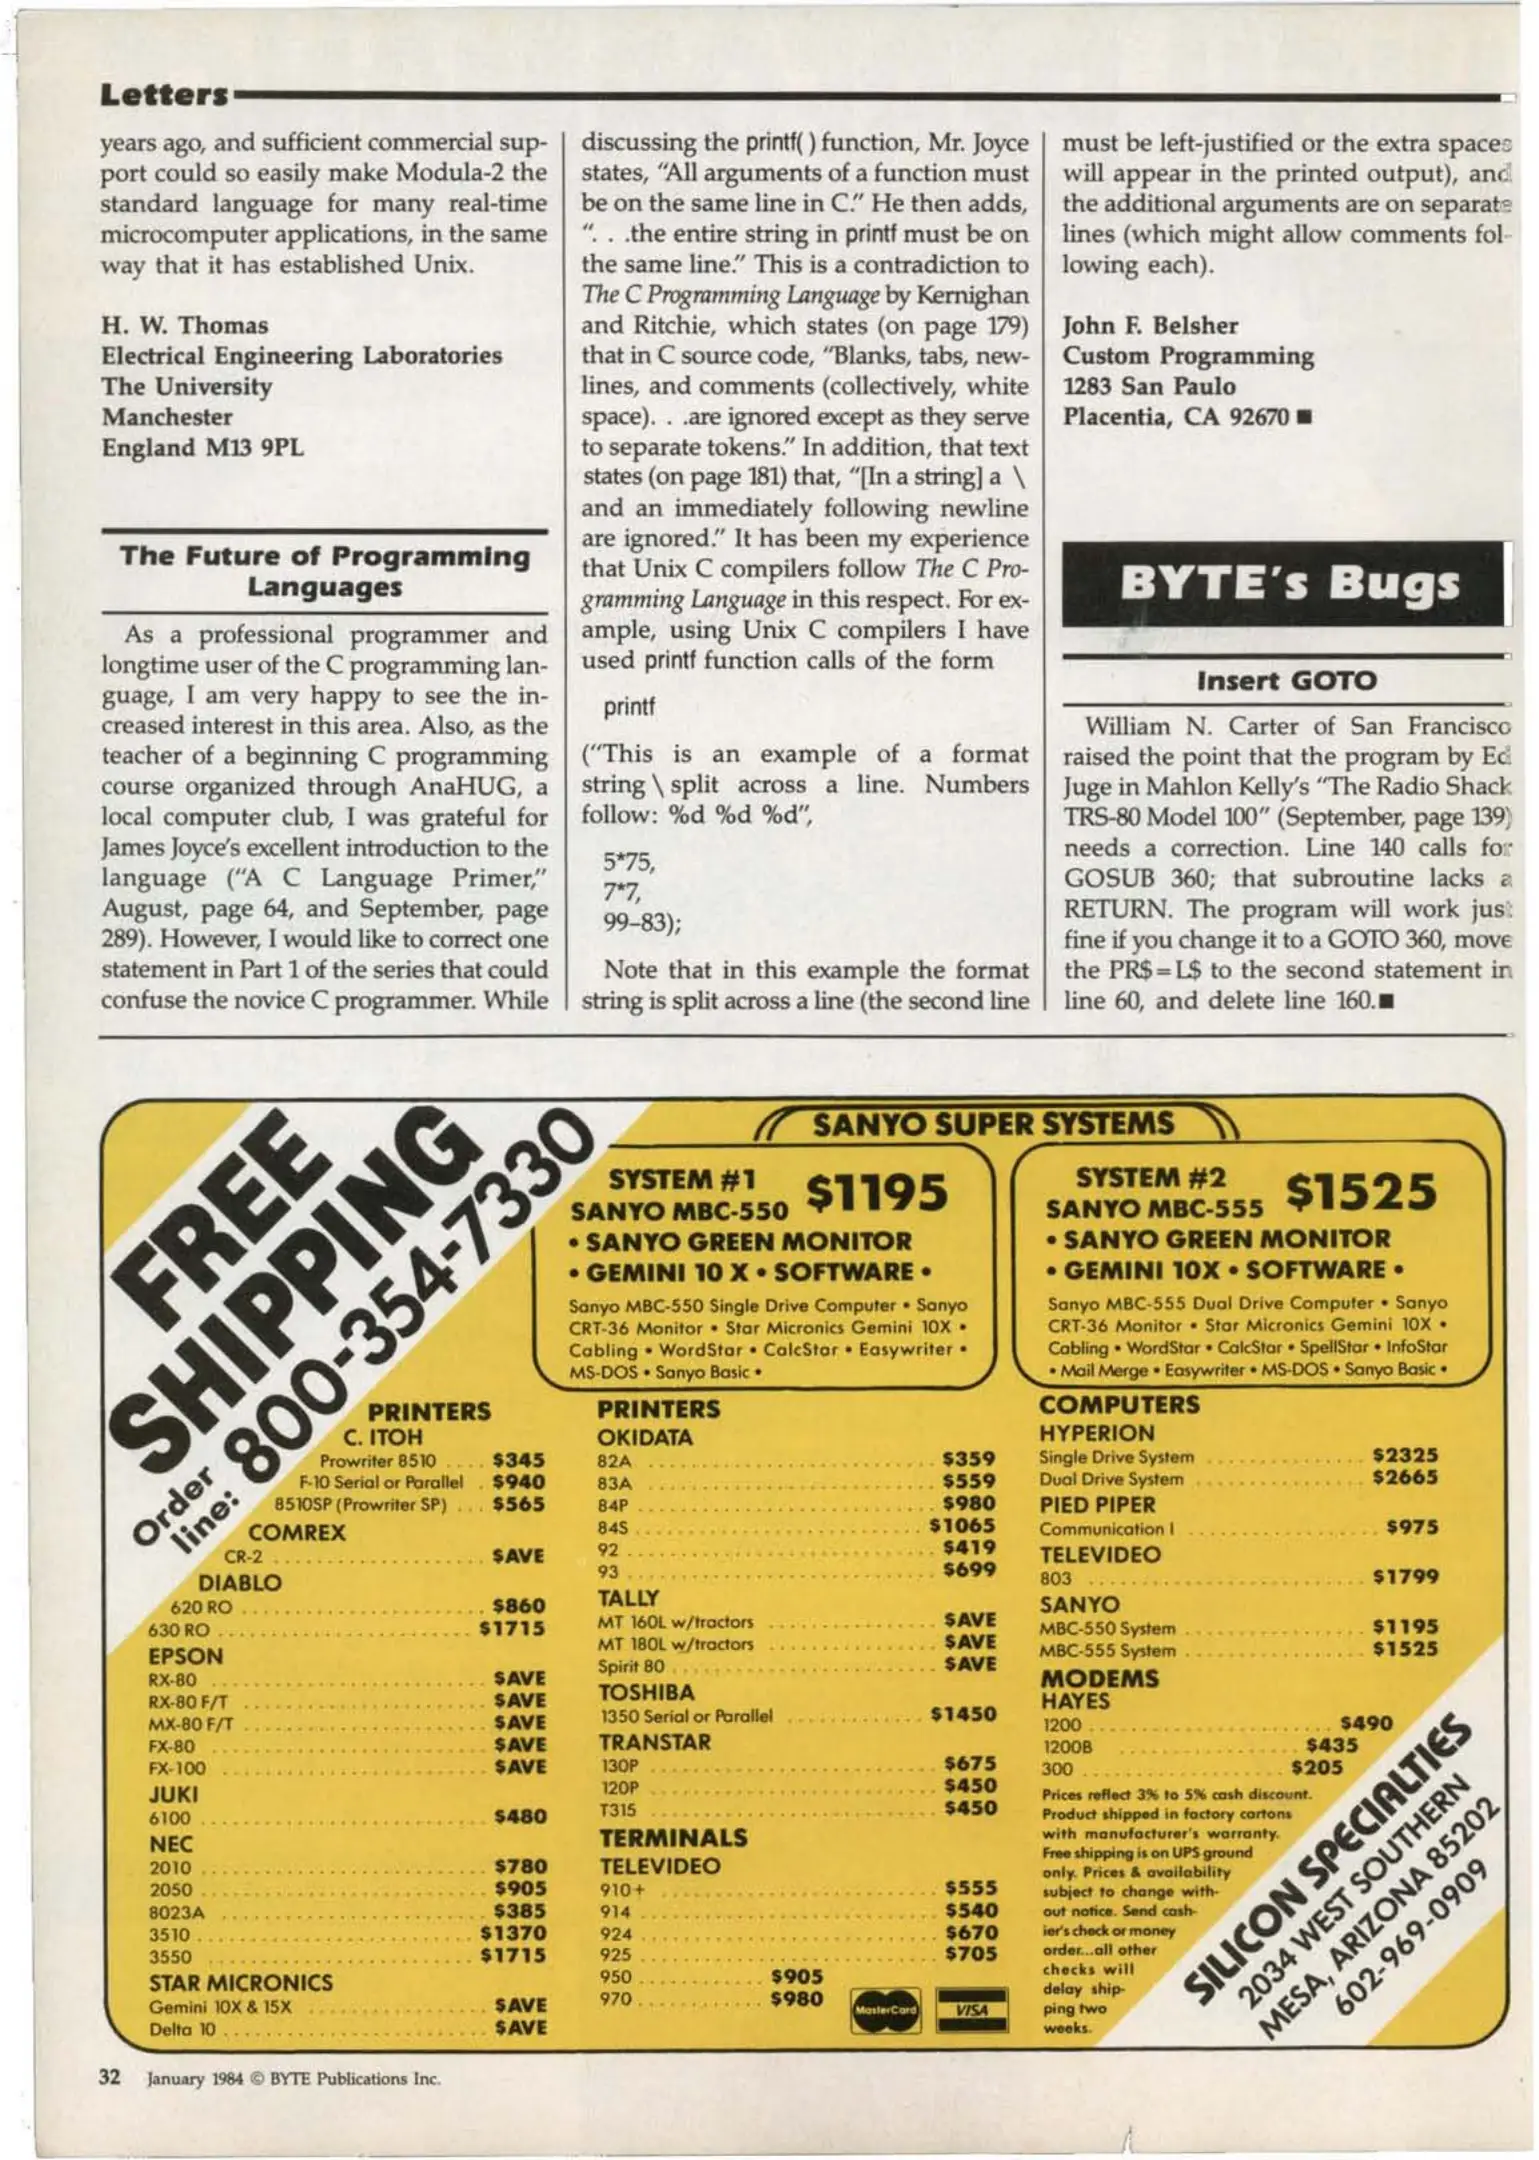 Letters
years ago, and sufficient commercial sup-
port could so easily make Modula-2 the
standard language for many real-time
microcomputer applications, in the same
way that it has established Unix.
H. W. Thomas
Electrical Engineering Laboratories
The University
Manchester
England M13 9PL
The Future of Programming
Languages
As a professional programmer and
longtime user of the C programming lan-
guage, I am very happy to see the in-
creased interest in this area. Also, as the
teacher of a beginning C programming
course organized through AnaHUG, a
local computer club, I was grateful for
James Joyce's excellent introduction to the
language ("A C Language Primer,"
August, page 64, and September, page
289). However, I would like to correct one
statement in Part 1 of the series that could
confuse the novice C programmer. While
discussing the printf( ) function, Mr. Joyce
states, "All arguments of a function must
be on the same line in C." He then adds,
". . .the entire string in printf must be on
the same line." This is a contradiction to
The C Programming Language by Kernighan
and Ritchie, which states (on page 179)
that in C source code, "Blanks, tabs, new-
lines, and comments (collectively, white
space). . .are ignored except as they serve
to separate tokens." In addition, that text
states (on page 181) that, "[In a string] a \
and an immediately following newline
are ignored." It has been my experience
that Unix C compilers follow The C Pro-
gramming Language in this respect. For ex-
ample, using Unix C compilers I have
used printf function calls of the form
printf
("This is an example of a format
string \ split across a line. Numbers
follow: %d %d %d",
5*75,
7*7,
99–83);
Note that in this example the format
string is split across a line (the second line
must be left-justified or the extra spaces
will appear in the printed output), and
the additional arguments are on separate
lines (which might allow comments fol-
lowing each).
John F. Belsher
Custom Programming
1283 San Paulo
Placentia, CA 92670 ■
BYTE's Bugs
Insert GOTO
William N. Carter of San Francisco
raised the point that the program by Ed
Juge in Mahlon Kelly's "The Radio Shack
TRS-80 Model 100" (September, page 139)
needs a correction. Line 140 calls for
GOSUB 360; that subroutine lacks a
RETURN. The program will work just
fine if you change it to a GOTO 360, move
the PR$=L$ to the second statement in
line 60, and delete line 160.■
FREE
SHIPPING
Order
line: 800-354-7330
SANYO SUPER SYSTEMS
SYSTEM #1
SANYO MBC-550 $1195
• SANYO GREEN MONITOR
• GEMINI 10 X • SOFTWARE •
Sanyo MBC-550 Single Drive Computer • Sanyo
CRT-36 Monitor • Star Micronics Gemini 10X •
Cabling • WordStar • CalcStar • Easywriter •
MS-DOS • Sanyo Basic •
SYSTEM #2
SANYO MBC-555 $1525
• SANYO GREEN MONITOR
• GEMINI 10X • SOFTWARE •
Sanyo MBC-555 Dual Drive Computer • Sanyo
CRT-36 Monitor • Star Micronics Gemini 10X •
Cabling • WordStar • CalcStar • SpellStar • InfoStar
• Mail Merge • Easywriter • MS-DOS • Sanyo Basic •
PRINTERS
C. ITOH
Prowriter 8510 .... $345
F-10 Serial or Parallel . $940
8510SP (Prowriter SP) ... $565
COMREX
CR-2 .... $AVE
DIABLO
620 RO .... $860
630 RO .... $1715
EPSON
RX-80 .... $AVE
RX-80 F/T .... $AVE
MX-80 F/T .... $AVE
FX-80 .... $AVE
FX-100 .... $AVE
JUKI
6100 .... $480
NEC
2010 .... $780
2050 .... $905
8023A .... $385
3510 .... $1370
3550 .... $1715
STAR MICRONICS
Gemini 10X & 15X .... $AVE
Delta 10 .... $AVE
PRINTERS
OKIDATA
82A .... $359
83A .... $559
84P .... $980
84S .... $1065
92 .... $419
93 .... $699
TALLY
MT 160L w/tractors .... $AVE
MT 180L w/tractors .... $AVE
Spirit 80 .... $AVE
TOSHIBA
1350 Serial or Parallel .... $1450
TRANSTAR
130P .... $675
120P .... $450
T315 .... $450
TERMINALS
TELEVIDEO
910+ .... $555
914 .... $540
924 .... $670
925 .... $705
950 .... $905
970 .... $980
MasterCard
VISA
COMPUTERS
HYPERION
Single Drive System .... $2325
Dual Drive System .... $2665
PIED PIPER
Communication I .... $975
TELEVIDEO
803 .... $1799
SANYO
MBC-550 System .... $1195
MBC-555 System .... $1525
MODEMS
HAYES
1200 .... $490
1200B .... $435
300 .... $205
Prices reflect 3% to 5% cash discount.
Product shipped in factory cartons
with manufacturer's warranty.
Free shipping is on UPS ground
only. Prices & availability
subject to change with-
out notice. Send cash-
ier's check or money
order...all other
checks will
delay ship-
ping two
weeks.
SILICON SPECIALTIES
2034 WEST SOUTHERN
MESA, ARIZONA 85202
602-969-0909
32 January 1984 © BYTE Publications Inc.